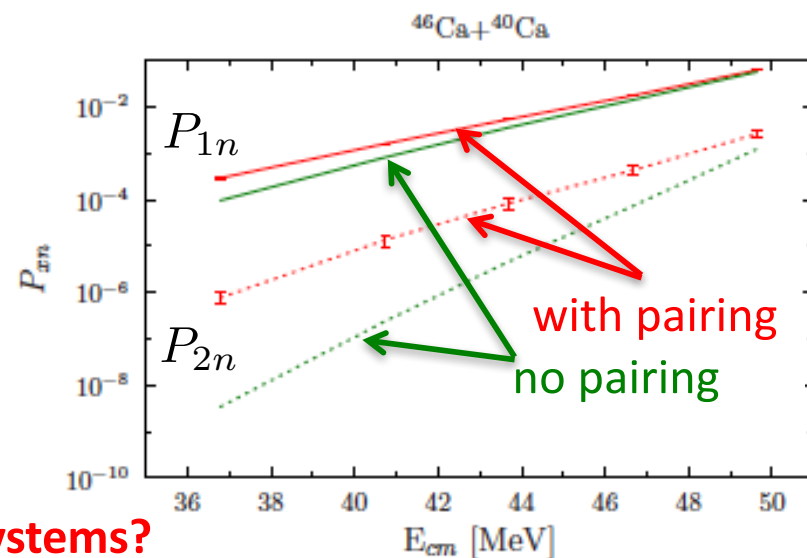 ⁴⁶Ca+⁴⁰Ca
10⁻²
10⁻⁴
10⁻⁶
10⁻⁸
10⁻¹⁰
Pₓₙ
P₁ₙ
P₂ₙ
with pairing
no pairing
36 38 40 42 44 46 48 50
E_cm [MeV]
ystems?